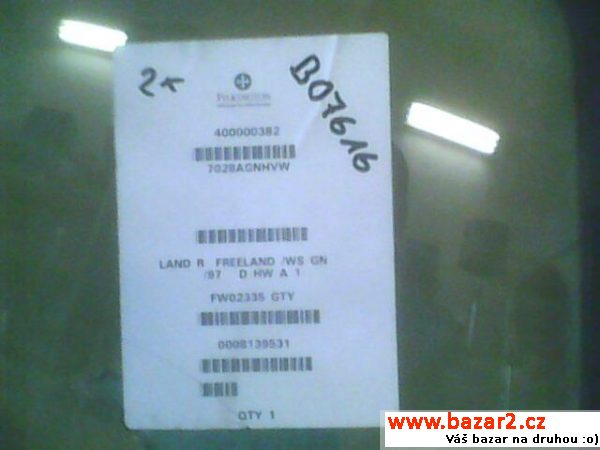 2x
B07616
PILKINGTON
400000382
7028AGNHVW
LAND R FREELAND /WS GN
/97 D HW A 1
FW02335 GTY
0008139531
QTY 1
www.bazar2.cz
Váš bazar na druhou :o)